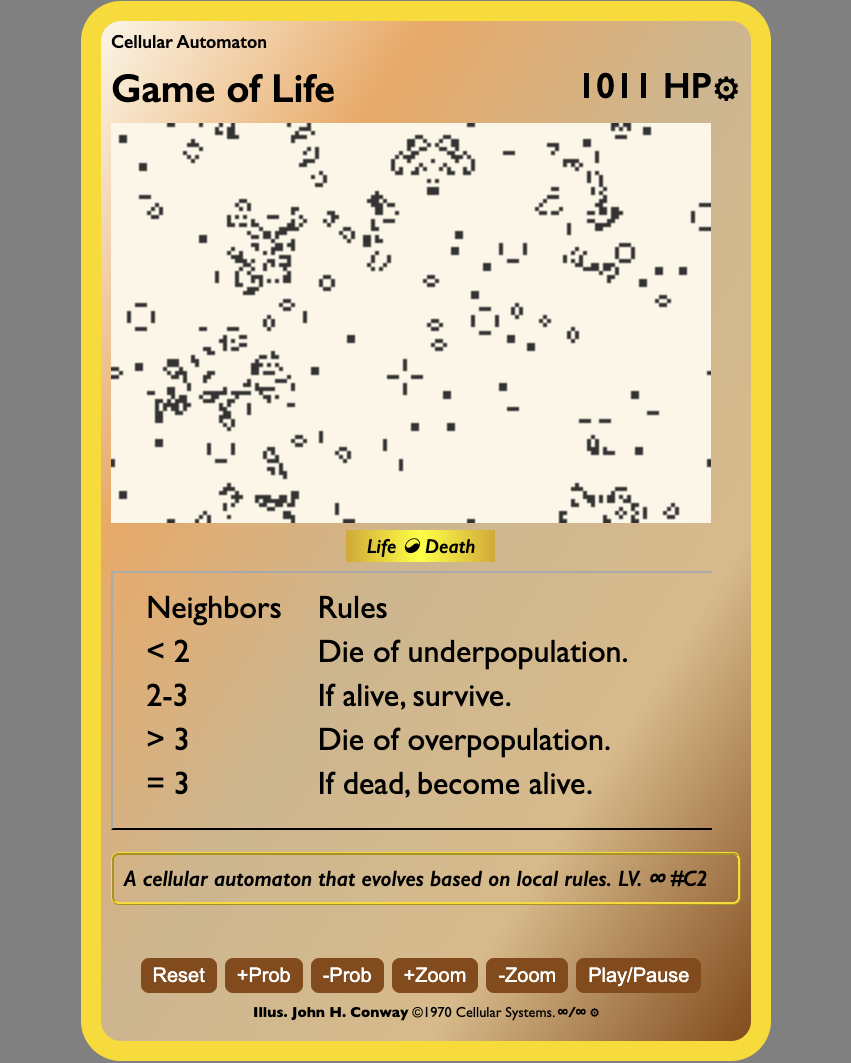 Cellular Automaton
Game of Life 1011 HP⚙
Life Death
Neighbors Rules
< 2 Die of underpopulation.
2-3 If alive, survive.
> 3 Die of overpopulation.
= 3 If dead, become alive.
A cellular automaton that evolves based on local rules. LV. ∞ #C2
Reset +Prob -Prob +Zoom -Zoom Play/Pause
Illus. John H. Conway ©1970 Cellular Systems. ∞/∞ ⚙